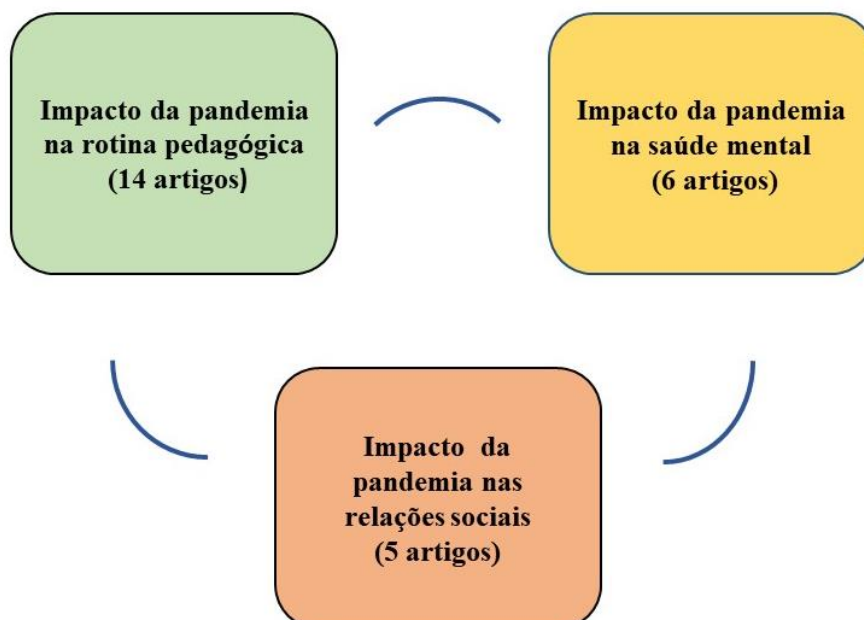 Impacto da pandemia
na rotina pedagógica
(14 artigos)
Impacto da pandemia
na saúde mental
(6 artigos)
Impacto da
pandemia nas
relações sociais
(5 artigos)